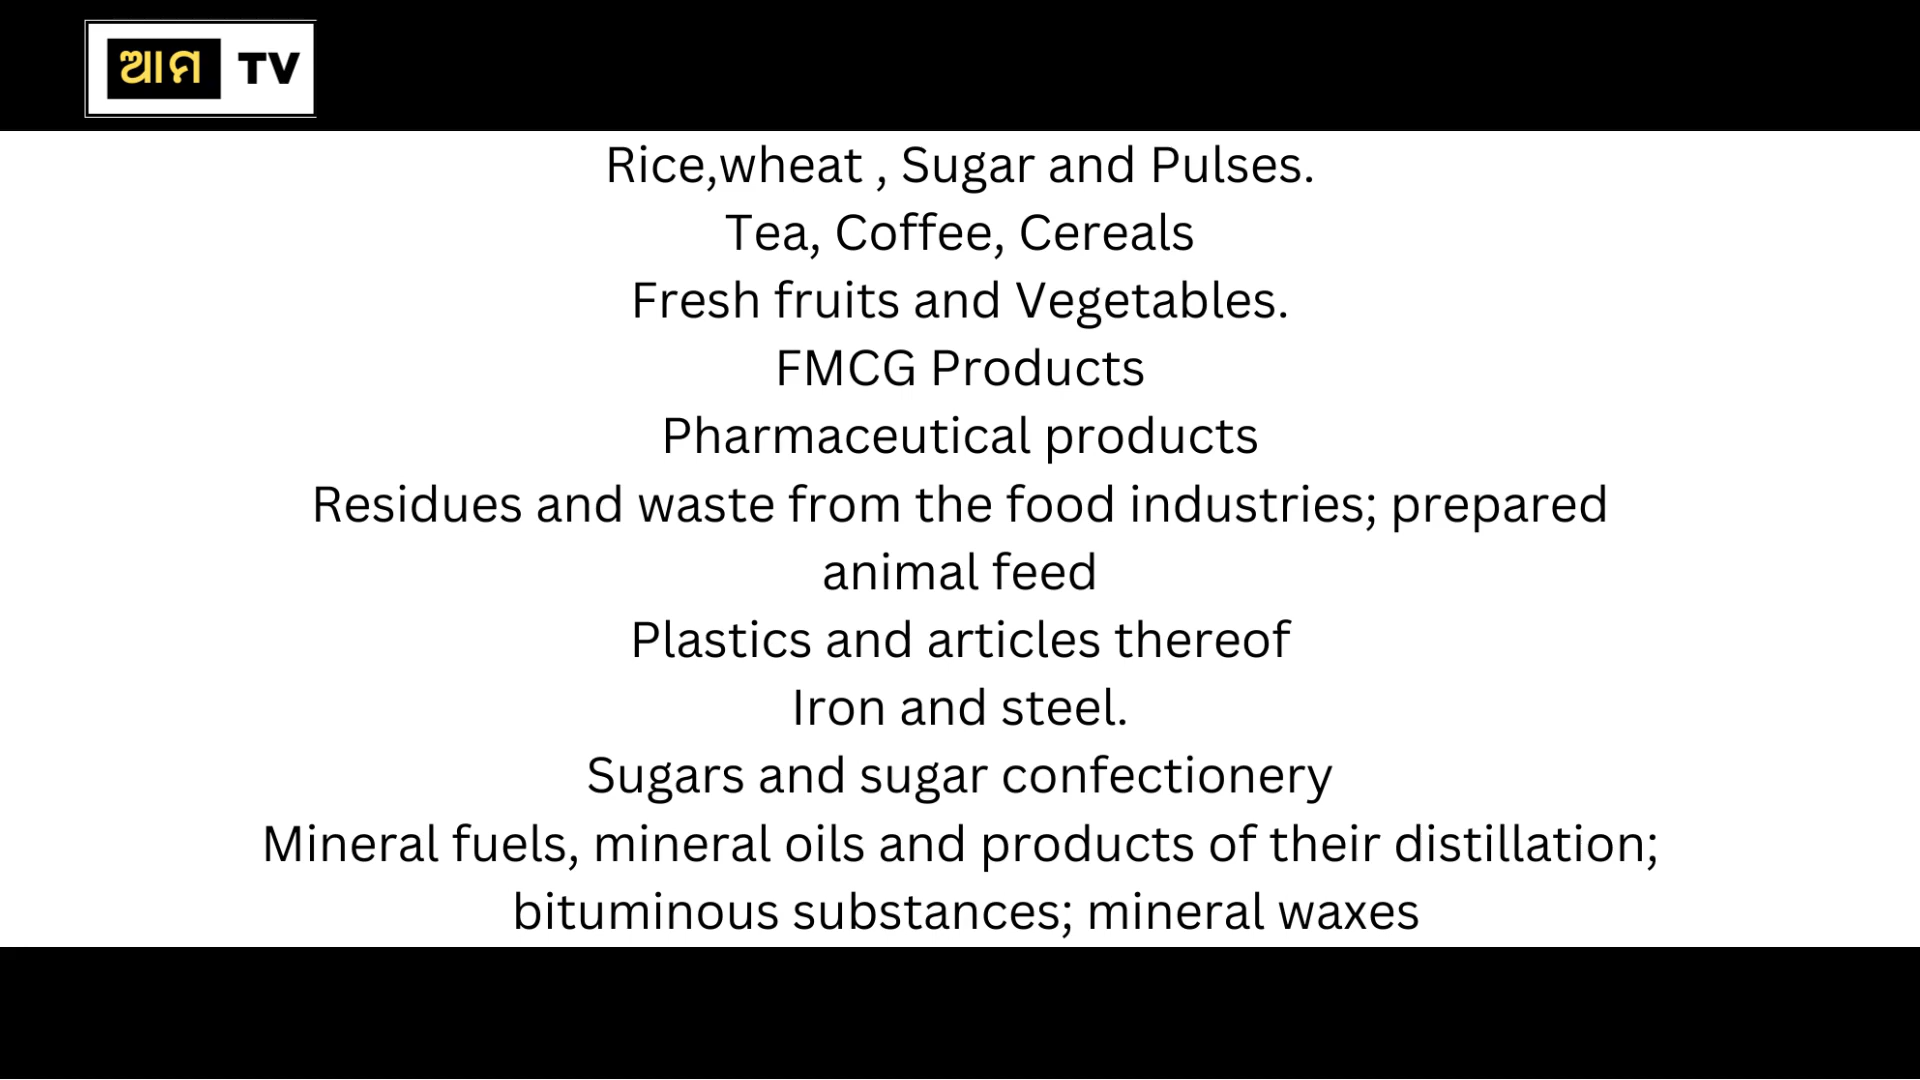 ଆମ TV
Rice,wheat , Sugar and Pulses.
Tea, Coffee, Cereals
Fresh fruits and Vegetables.
FMCG Products
Pharmaceutical products
Residues and waste from the food industries; prepared
animal feed
Plastics and articles thereof
Iron and steel.
Sugars and sugar confectionery
Mineral fuels, mineral oils and products of their distillation;
bituminous substances; mineral waxes